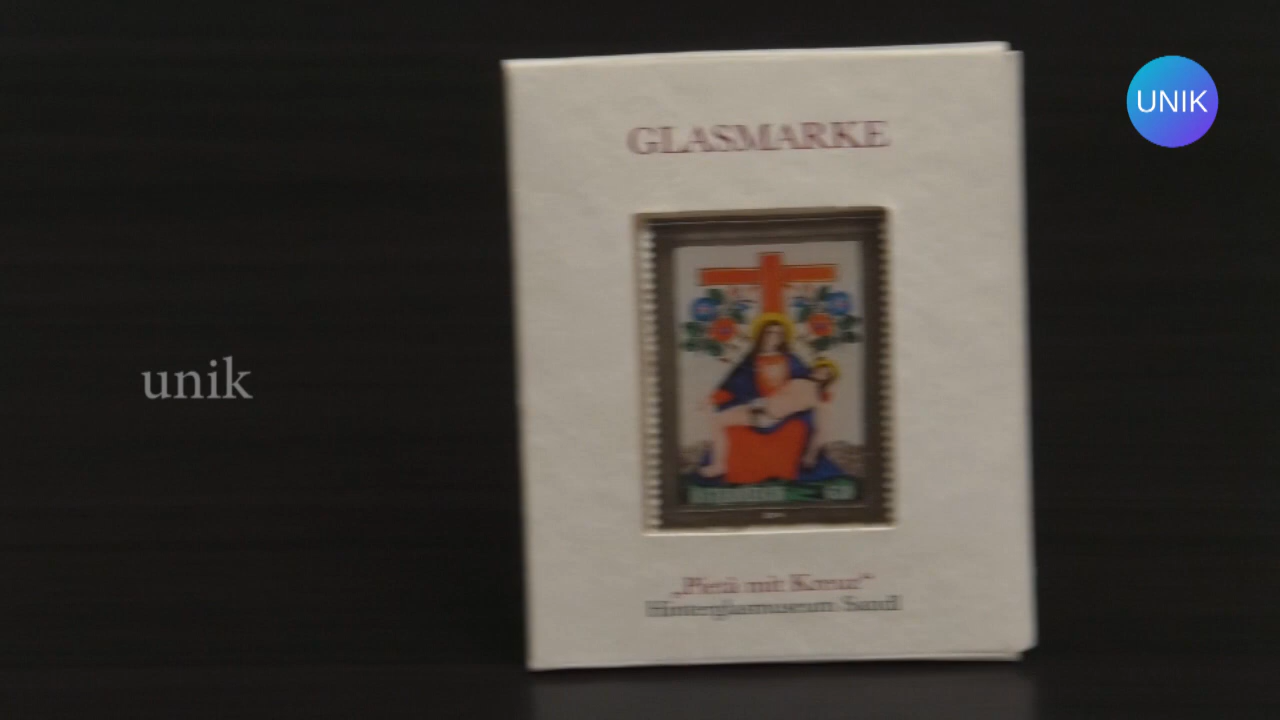 UNIK
GLASMARKE
unik
„Pietà mit Kreuz“
Hinterglasmuseum Sandl